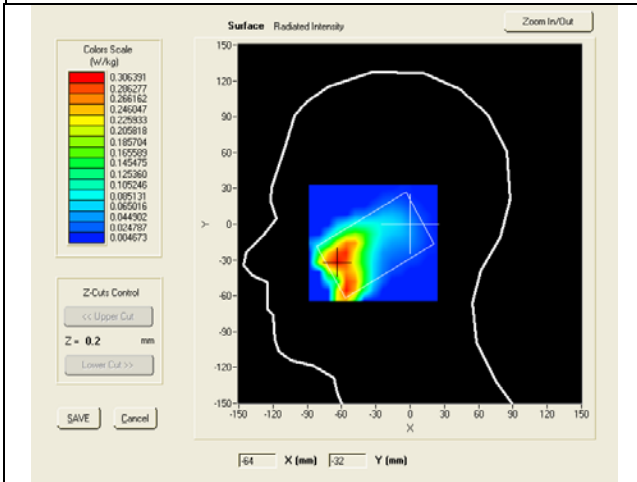 Surface Radiated Intensity
Zoom In/Out
Colors Scale
(W/kg)
0.306391
0.286277
0.266162
0.246047
0.225933
0.205818
0.185704
0.165589
0.145475
0.125360
0.105246
0.085131
0.065016
0.044902
0.024787
0.004673
Z-Cuts Control
<< Upper Cut
Z = 0.2 mm
Lower Cut >>
SAVE Cancel
150-
120-
90-
60-
30-
0-
-30-
-60-
-90-
-120-
-150-
Y
-150 -120 -90 -60 -30 0 30 60 90 120 150
X
-64 X (mm) -32 Y (mm)